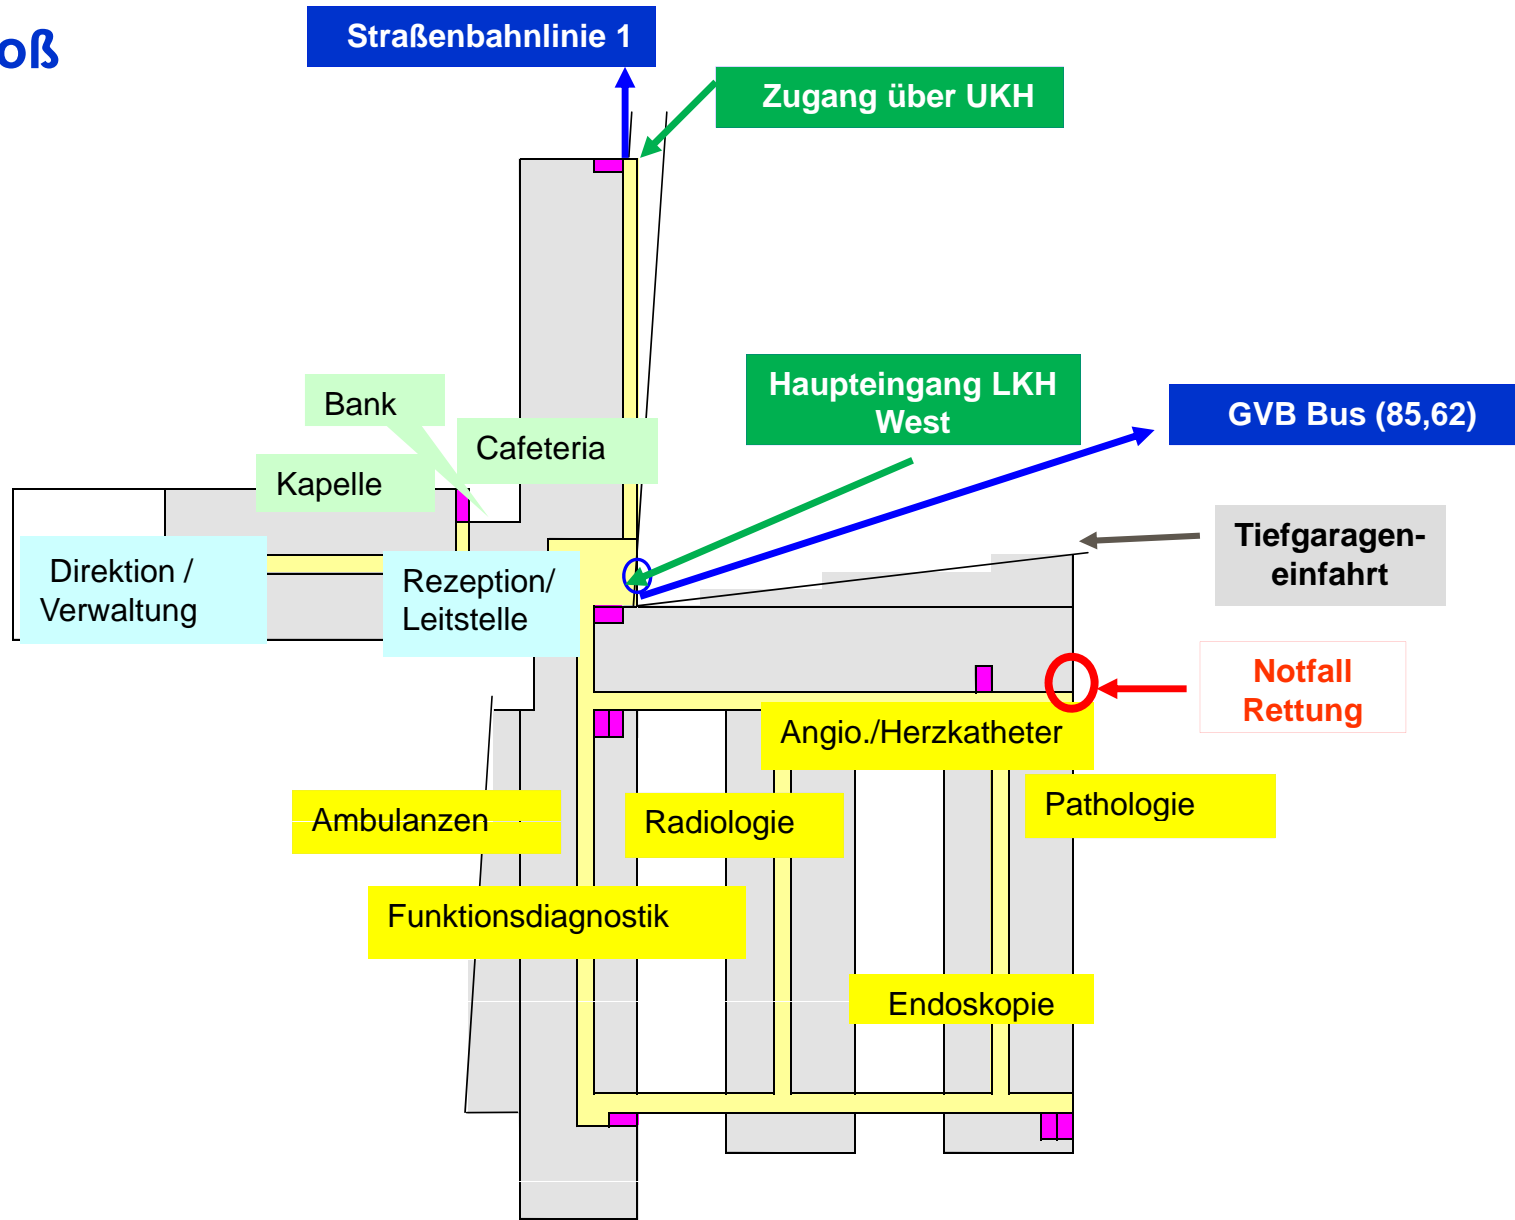 oß
Straßenbahnlinie 1
Zugang über UKH
Haupteingang LKH
West
GVB Bus (85,62)
Bank
Cafeteria
Kapelle
Tiefgaragen-
einfahrt
Direktion /
Verwaltung
Rezeption/
Leitstelle
Notfall
Rettung
Angio./Herzkatheter
Pathologie
Ambulanzen
Radiologie
Funktionsdiagnostik
Endoskopie